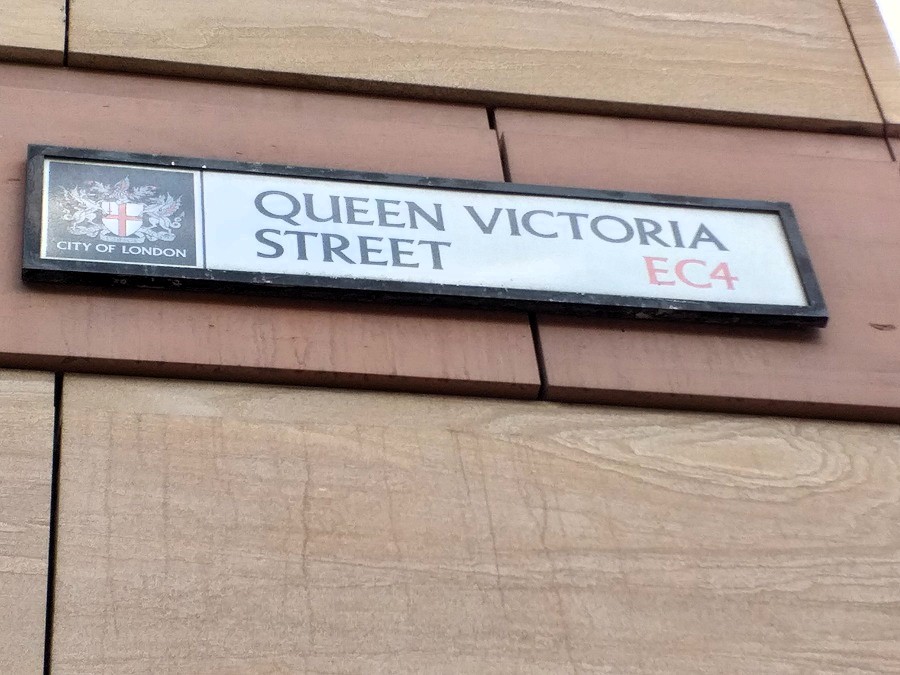 CITY OF LONDON
QUEEN VICTORIA
STREET
EC4